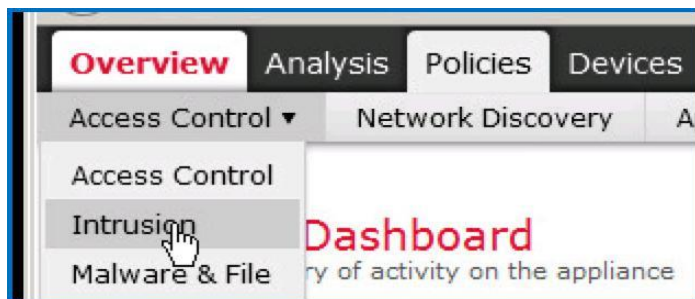 Overview Analysis Policies Devices
Access Control ▾ Network Discovery A
Access Control
Intrusion
Dashboard
Malware & File ry of activity on the appliance